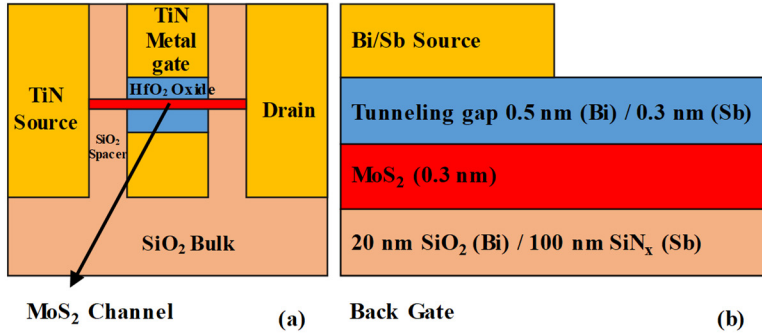 TiN
Metal
gate
HfO₂ Oxide
TiN
Source
Drain
SiO₂
Spacer
SiO₂ Bulk
MoS₂ Channel
(a)
Bi/Sb Source
Tunneling gap 0.5 nm (Bi) / 0.3 nm (Sb)
MoS₂ (0.3 nm)
20 nm SiO₂ (Bi) / 100 nm SiNₓ (Sb)
Back Gate
(b)